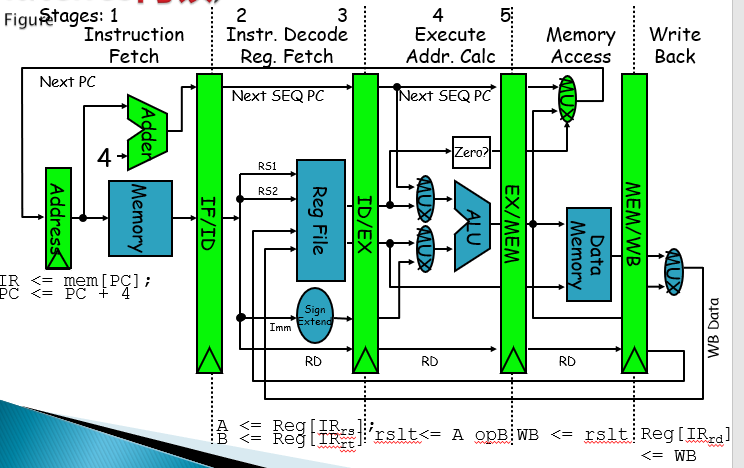 Figure
Stages: 1 2 3 4 5
Instruction Fetch
Instr. Decode Reg. Fetch
Execute Addr. Calc
Memory Access
Write Back
Next PC
Next SEQ PC
Next SEQ PC
MUX
Adder
4
Zero?
RS1
RS2
Address
Memory
IF/ID
Reg File
ID/EX
MUX
MUX
ALU
EX/MEM
Data Memory
MEM/WB
MUX
Sign Extend
Imm
RD
RD
RD
WB Data
IR <= mem[PC];
PC <= PC + 4
A <= Reg[IRrs];
B <= Reg[IRrt]
rslt<= A opB
WB <= rslt
Reg[IRrd] <= WB